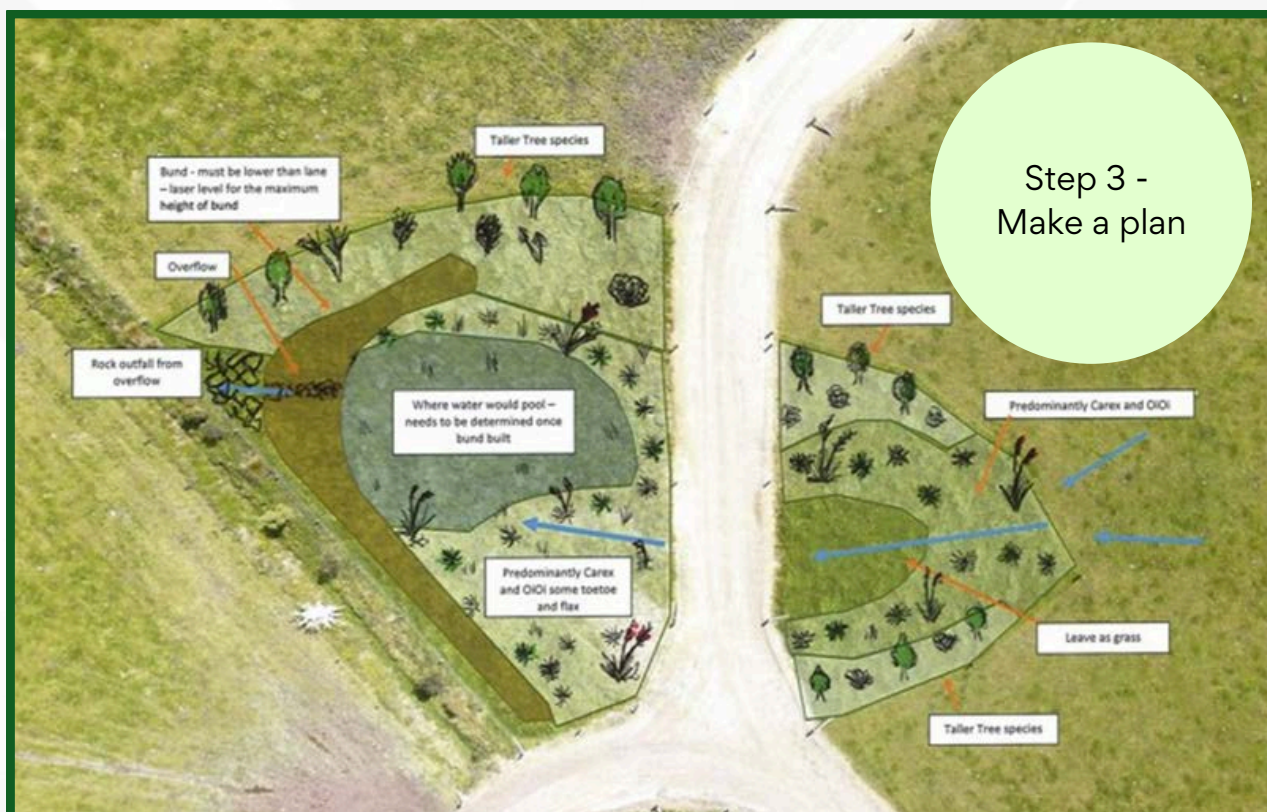 Step 3 -
Make a plan
Taller Tree species
Bund - must be lower than lane
– laser level for the maximum
height of bund
Overflow
Rock outfall from
overflow
Where water would pool –
needs to be determined once
bund built
Predominantly Carex
and OiOi some toetoe
and flax
Taller Tree species
Predominantly Carex and OiOi
Leave as grass
Taller Tree species